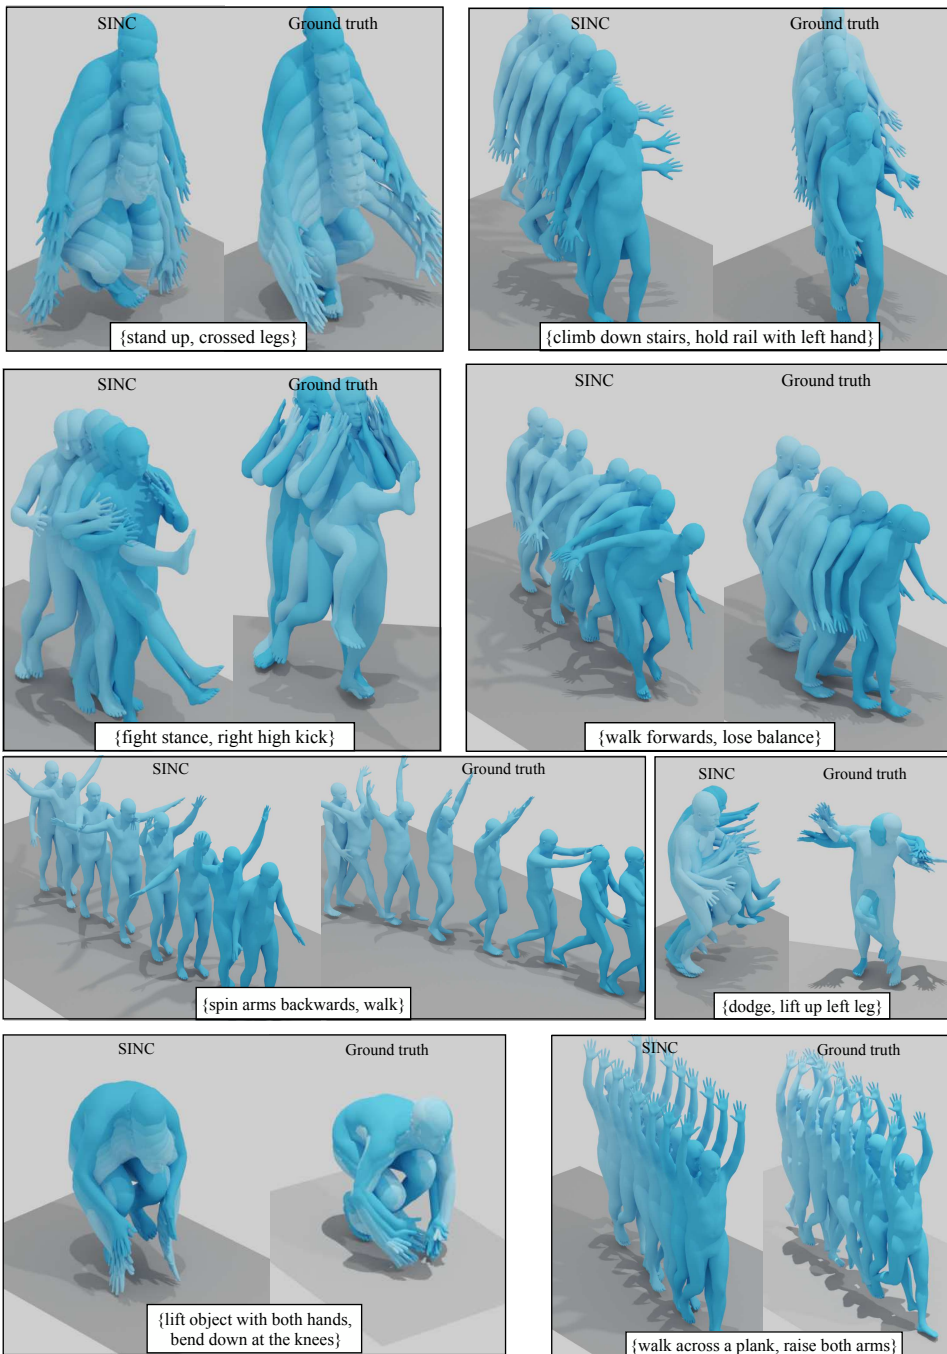 SINC
Ground truth
{stand up, crossed legs}
SINC
Ground truth
{climb down stairs, hold rail with left hand}
SINC
Ground truth
{fight stance, right high kick}
SINC
Ground truth
{walk forwards, lose balance}
SINC
Ground truth
{spin arms backwards, walk}
SINC
Ground truth
{dodge, lift up left leg}
SINC
Ground truth
{lift object with both hands,
bend down at the knees}
SINC
Ground truth
{walk across a plank, raise both arms}